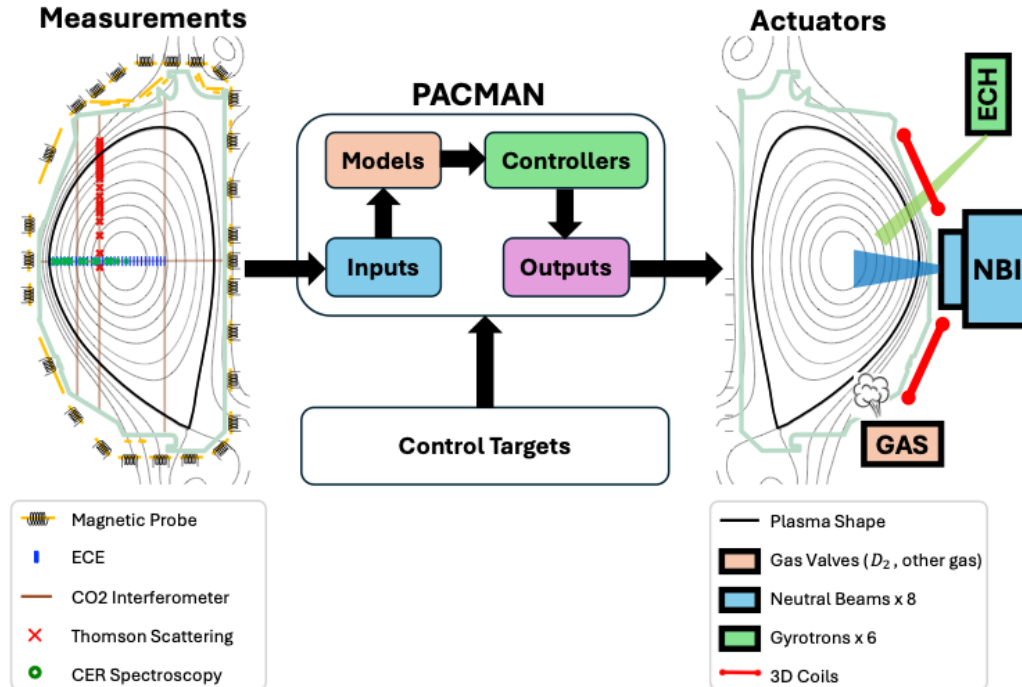 Measurements
Actuators
PACMAN
Models
Controllers
Inputs
Outputs
Control Targets
ECH
NBI
GAS
Magnetic Probe
ECE
CO2 Interferometer
Thomson Scattering
CER Spectroscopy
Plasma Shape
Gas Valves (D₂ , other gas)
Neutral Beams x 8
Gyrotrons x 6
3D Coils